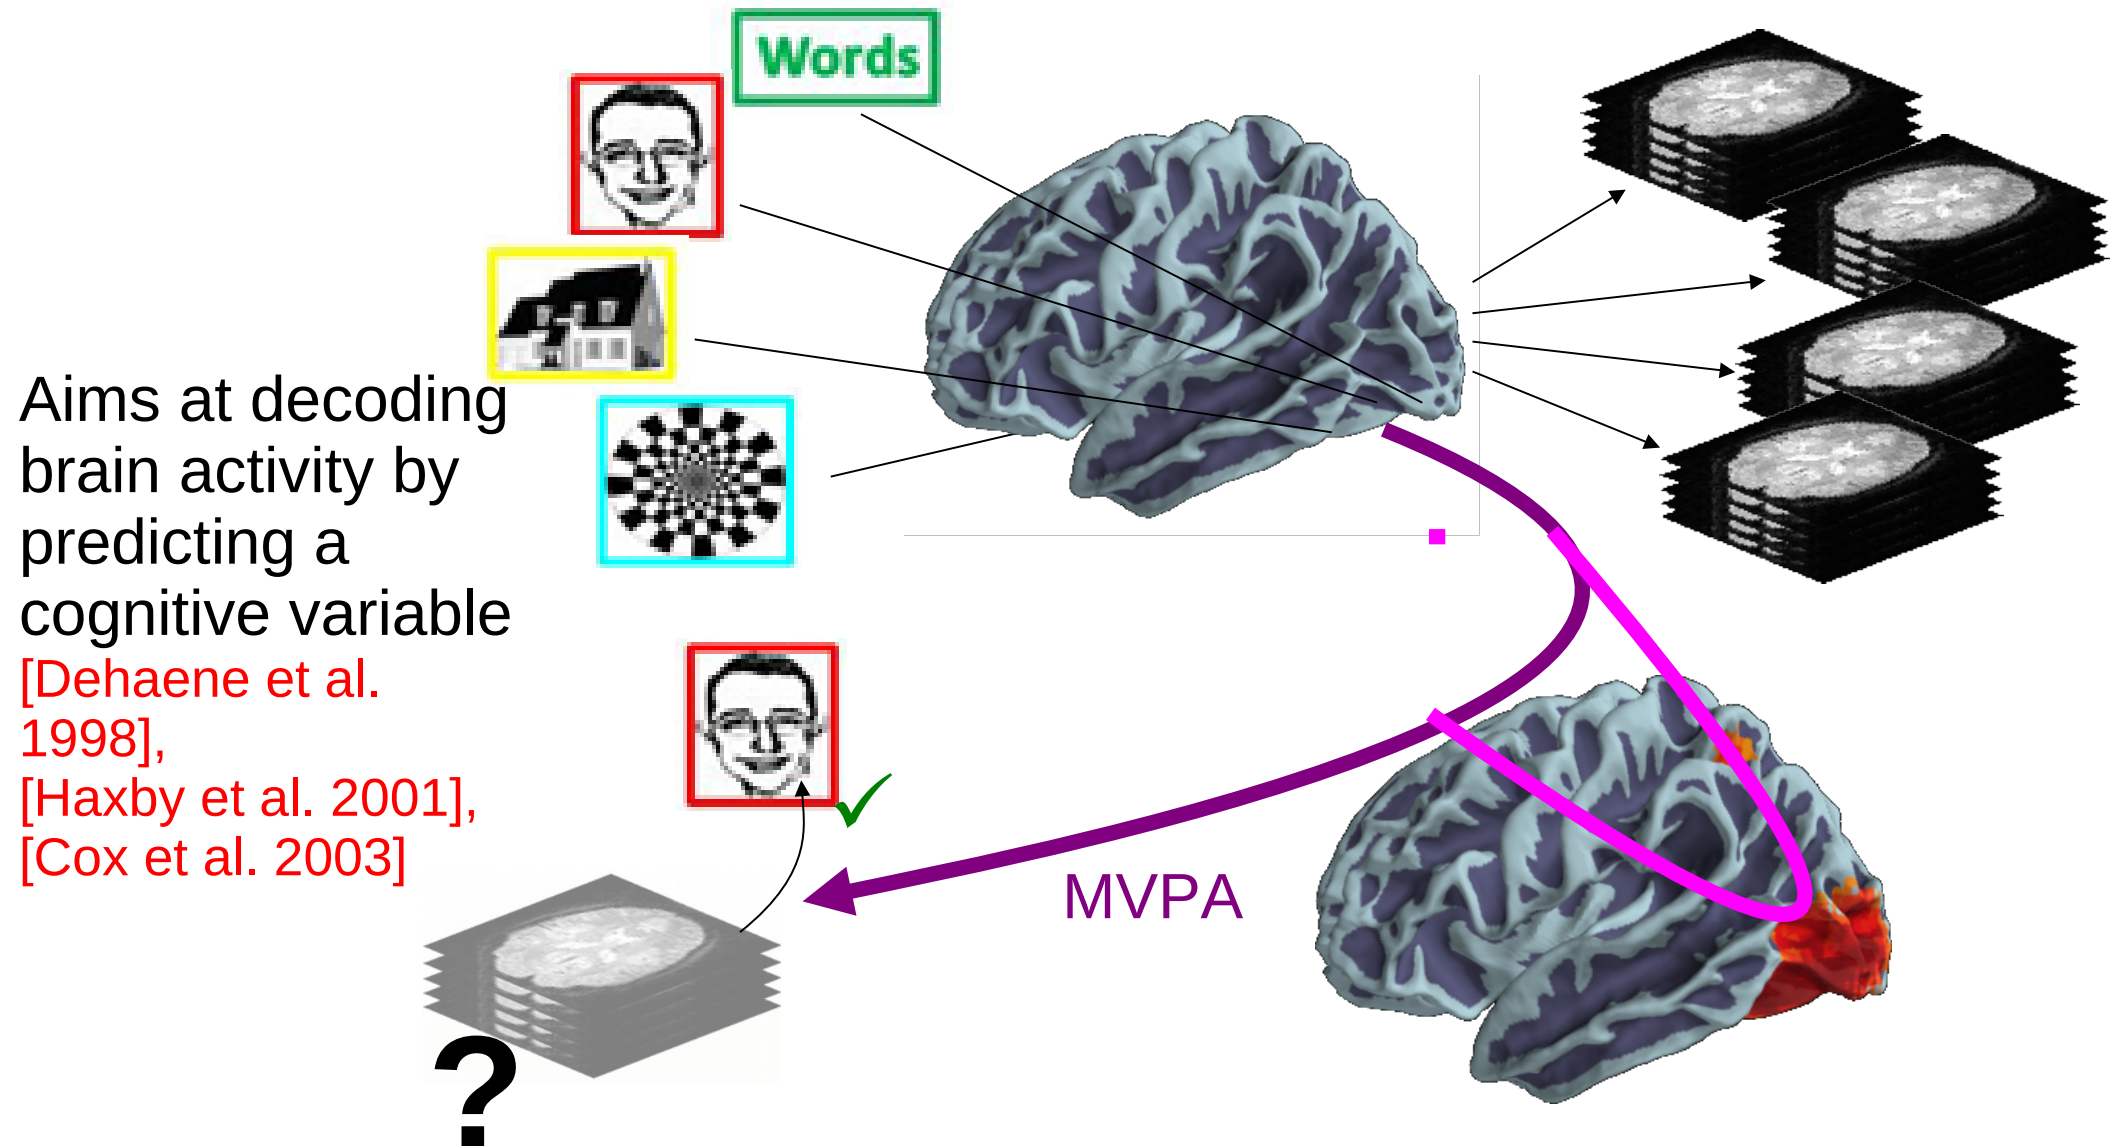 Words
Aims at decoding
brain activity by
predicting a
cognitive variable
[Dehaene et al.
1998],
[Haxby et al. 2001],
[Cox et al. 2003]
MVPA
?